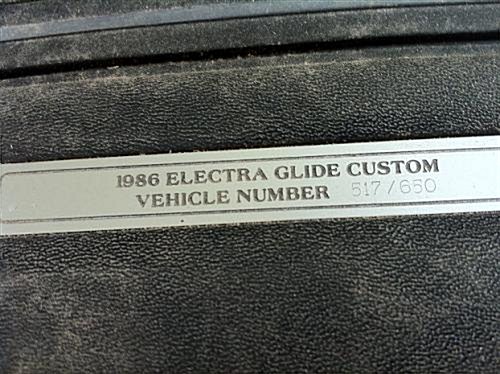 1986 ELECTRA GLIDE CUSTOM
VEHICLE NUMBER 517/650